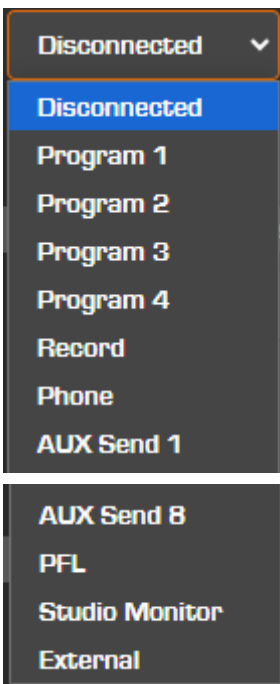 Disconnected
Disconnected
Program 1
Program 2
Program 3
Program 4
Record
Phone
AUX Send 1
AUX Send 8
PFL
Studio Monitor
External